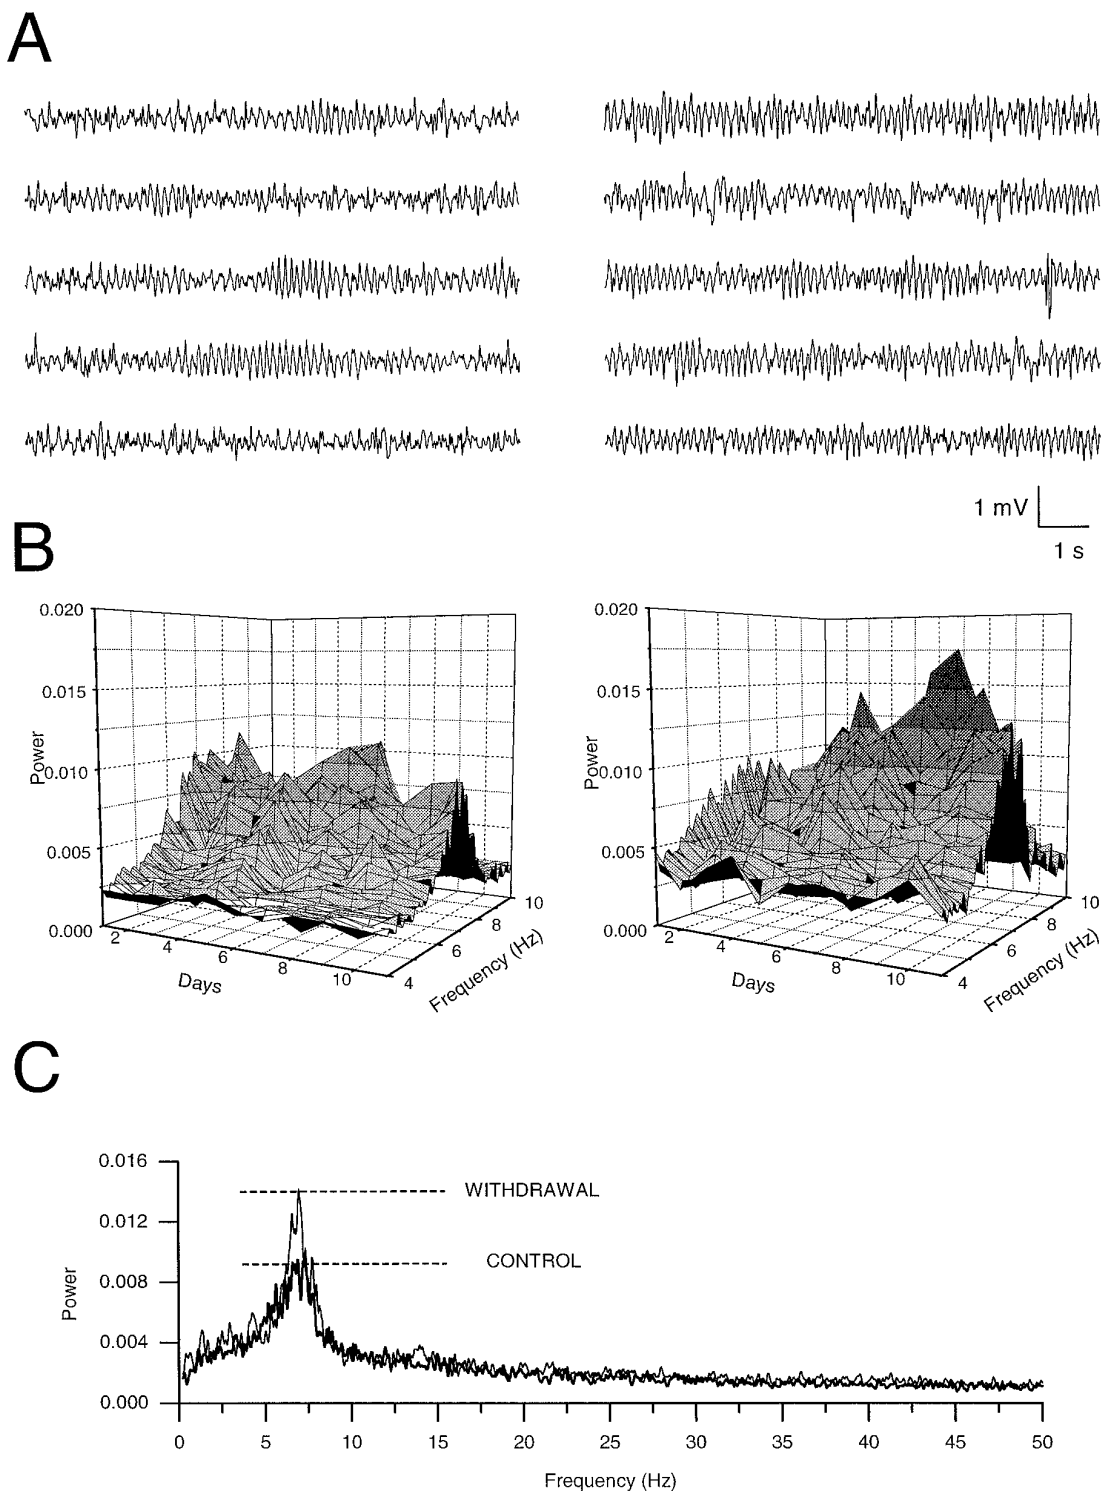 A
1 mV
1 s
B
0.020
0.015
0.010
0.005
0.000
Power
2
4
6
8
10
Days
4
6
8
10
Frequency (Hz)
0.020
0.015
0.010
0.005
0.000
Power
2
4
6
8
10
Days
4
6
8
10
Frequency (Hz)
C
0.016
0.012
0.008
0.004
0.000
Power
WITHDRAWAL
CONTROL
0 5 10 15 20 25 30 35 40 45 50
Frequency (Hz)